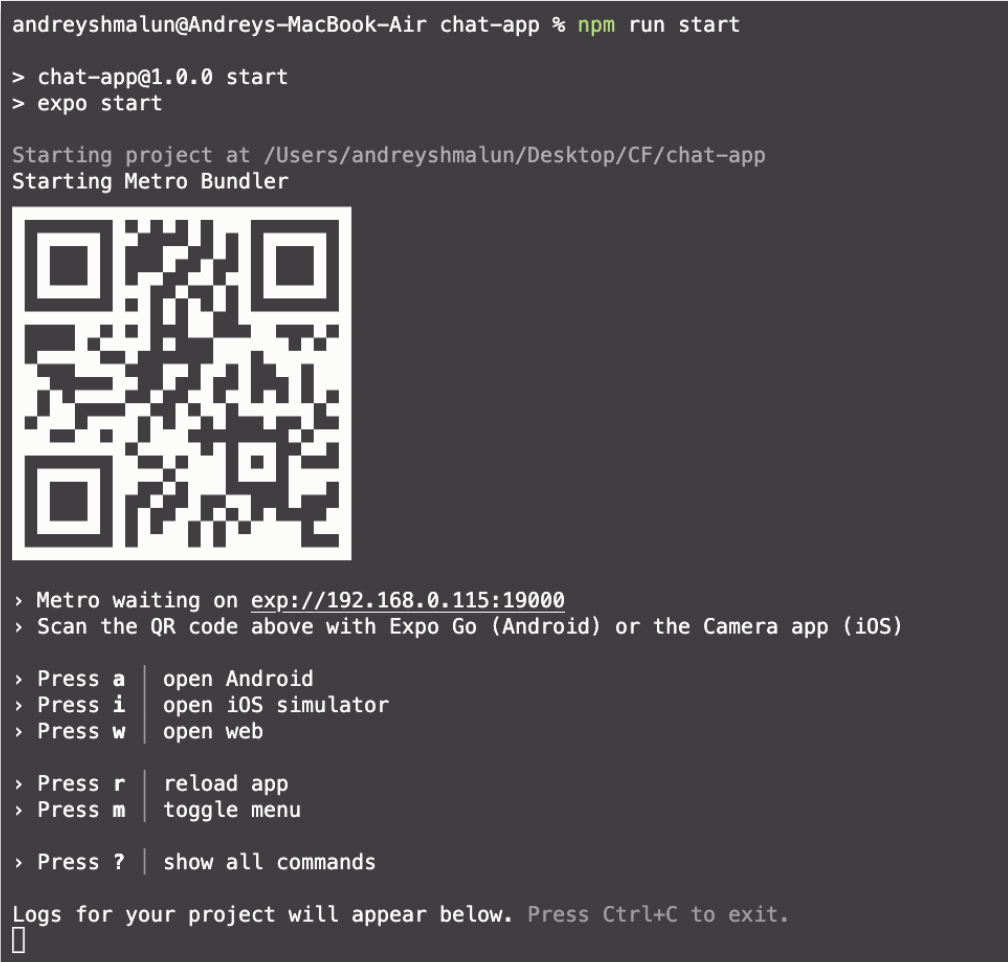 andreyshmalun@Andreys-MacBook-Air chat-app % npm run start
> chat-app@1.0.0 start
> expo start
Starting project at /Users/andreyshmalun/Desktop/CF/chat-app
Starting Metro Bundler
› Metro waiting on exp://192.168.0.115:19000
› Scan the QR code above with Expo Go (Android) or the Camera app (iOS)
› Press a │ open Android
› Press i │ open iOS simulator
› Press w │ open web
› Press r │ reload app
› Press m │ toggle menu
› Press ? │ show all commands
Logs for your project will appear below. Press Ctrl+C to exit.